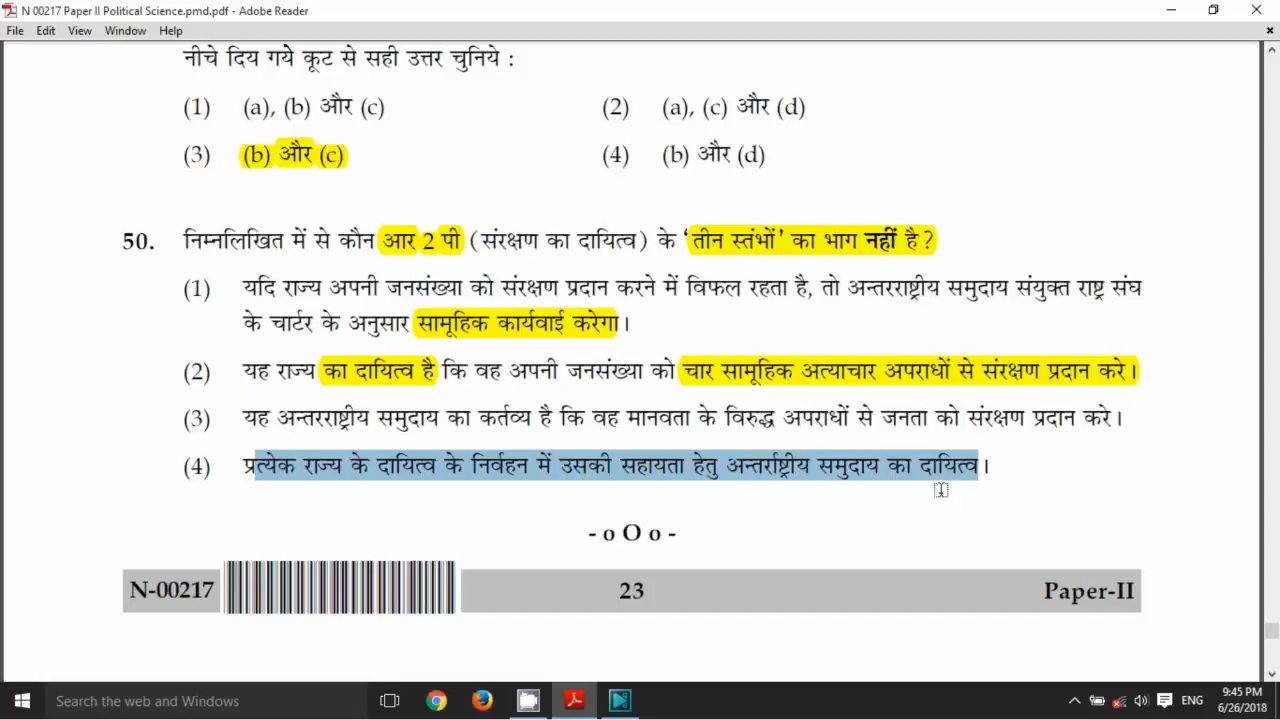 N 00217 Paper II Political Science.pmd.pdf - Adobe Reader
File Edit View Window Help
नीचे दिय गये कूट से सही उत्तर चुनिये :
(1) (a), (b) और (c) (2) (a), (c) और (d)
(3) (b) और (c) (4) (b) और (d)
50. निम्नलिखित में से कौन आर 2 पी (संरक्षण का दायित्व) के 'तीन स्तंभों' का भाग नहीं है ?
(1) यदि राज्य अपनी जनसंख्या को संरक्षण प्रदान करने में विफल रहता है, तो अन्तरराष्ट्रीय समुदाय संयुक्त राष्ट्र संघ
के चार्टर के अनुसार सामूहिक कार्यवाई करेगा।
(2) यह राज्य का दायित्व है कि वह अपनी जनसंख्या को चार सामूहिक अत्याचार अपराधों से संरक्षण प्रदान करे।
(3) यह अन्तरराष्ट्रीय समुदाय का कर्तव्य है कि वह मानवता के विरुद्ध अपराधों से जनता को संरक्षण प्रदान करे।
(4) प्रत्येक राज्य के दायित्व के निर्वहन में उसकी सहायता हेतु अन्तर्राष्ट्रीय समुदाय का दायित्व।
- o O o -
N-00217 23 Paper-II
Search the web and Windows
ENG
9:45 PM
6/26/2018